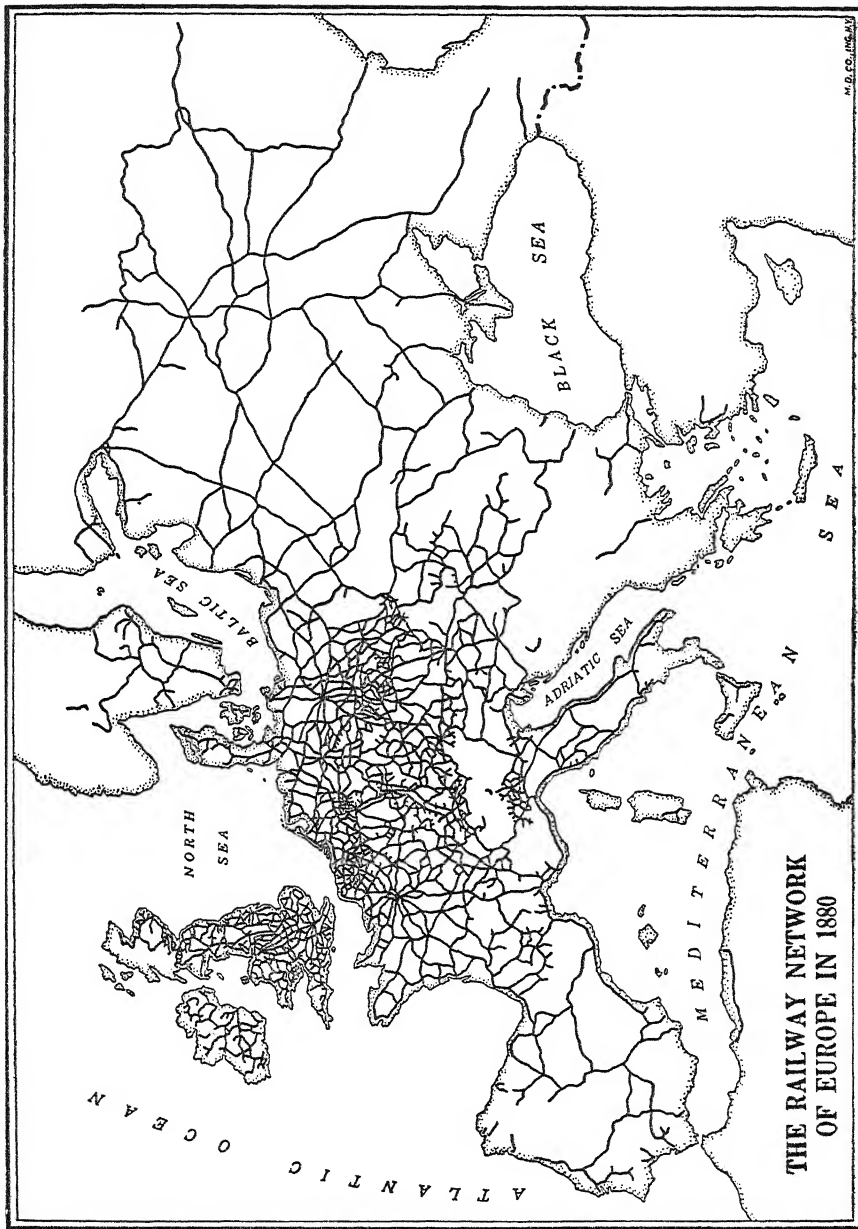 THE RAILWAY NETWORK
OF EUROPE IN 1880
ATLANTIC OCEAN
NORTH
SEA
BALTIC SEA
BLACK SEA
ADRIATIC SEA
MEDITERRANEAN SEA
M.D.CO.,ING.N.Y.